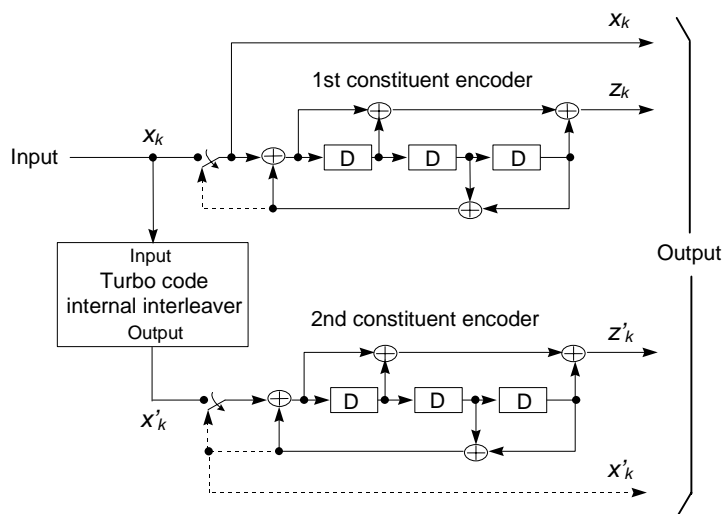 x_k
1st constituent encoder
z_k
x_k
Input
D D D
Input
Turbo code
internal interleaver
Output
Output
2nd constituent encoder
z'_k
D D D
x'_k
x'_k